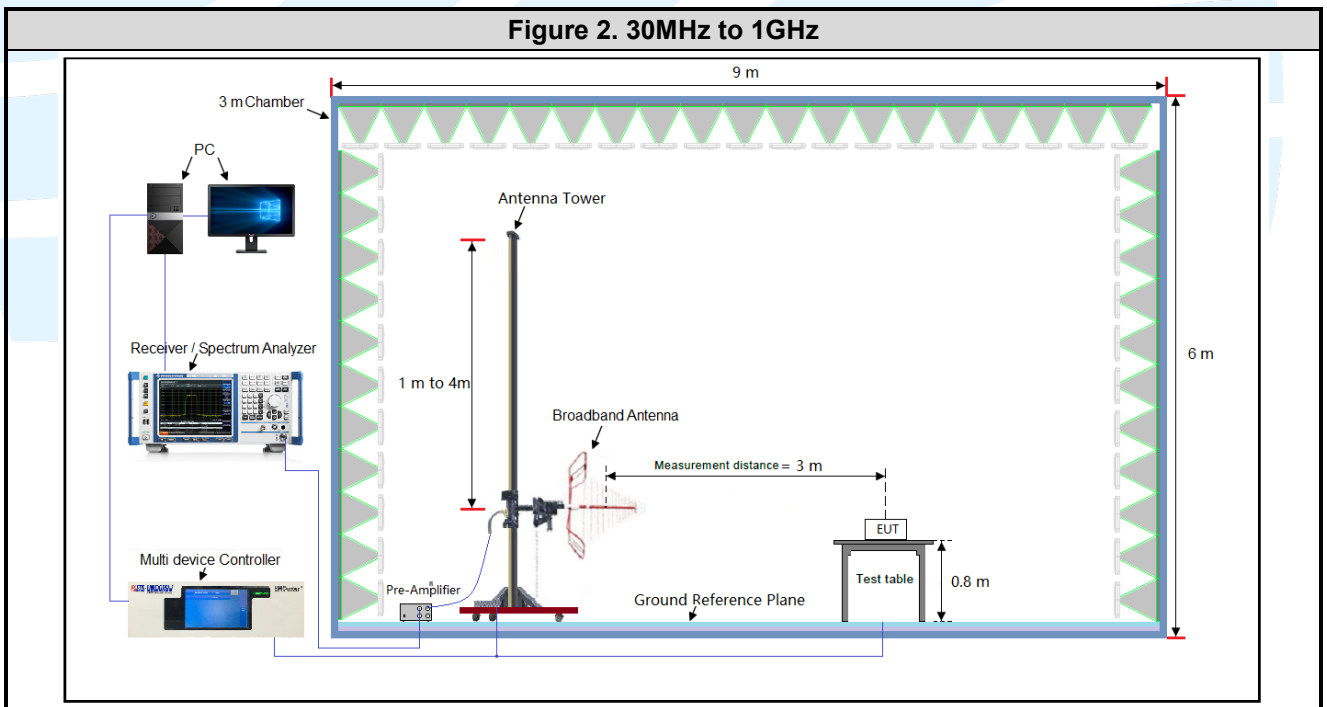 Figure 2. 30MHz to 1GHz
9 m
3 m Chamber
PC
Antenna Tower
Receiver / Spectrum Analyzer
1 m to 4m
6 m
Broadband Antenna
Measurement distance = 3 m
EUT
Multi device Controller
Test table
0.8 m
Pre-Amplifier
Ground Reference Plane